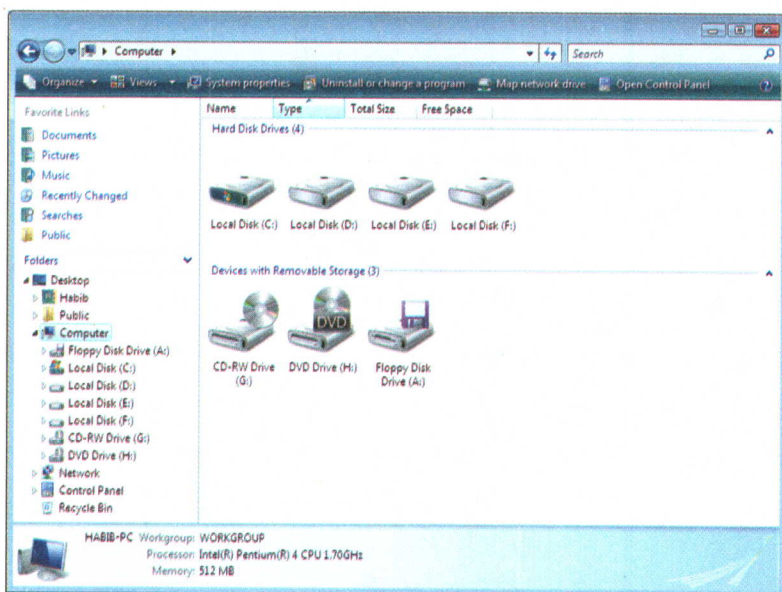 Computer
Search
Organize Views System properties Uninstall or change a program Map network drive Open Control Panel
Favorite Links
Documents
Pictures
Music
Recently Changed
Searches
Public
Folders
Desktop
Habib
Public
Computer
Floppy Disk Drive (A:)
Local Disk (C:)
Local Disk (D:)
Local Disk (E:)
Local Disk (F:)
CD-RW Drive (G:)
DVD Drive (H:)
Network
Control Panel
Recycle Bin
Name Type Total Size Free Space
Hard Disk Drives (4)
Local Disk (C:) Local Disk (D:) Local Disk (E:) Local Disk (F:)
Devices with Removable Storage (3)
DVD
CD-RW Drive (G:)
DVD Drive (H:)
Floppy Disk Drive (A:)
HABIB-PC Workgroup: WORKGROUP
Processor: Intel(R) Pentium(R) 4 CPU 1.70GHz
Memory: 512 MB